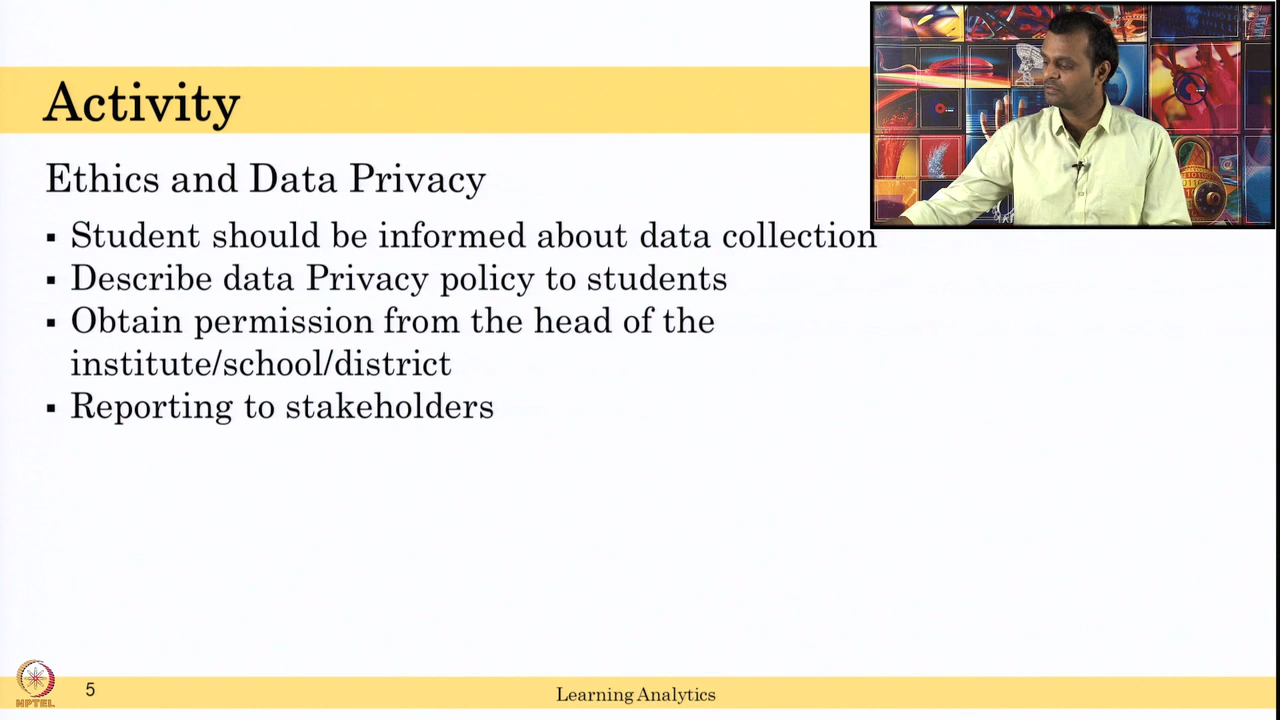 Activity
Ethics and Data Privacy
▪ Student should be informed about data collection
▪ Describe data Privacy policy to students
▪ Obtain permission from the head of the
institute/school/district
▪ Reporting to stakeholders
NPTEL
5
Learning Analytics